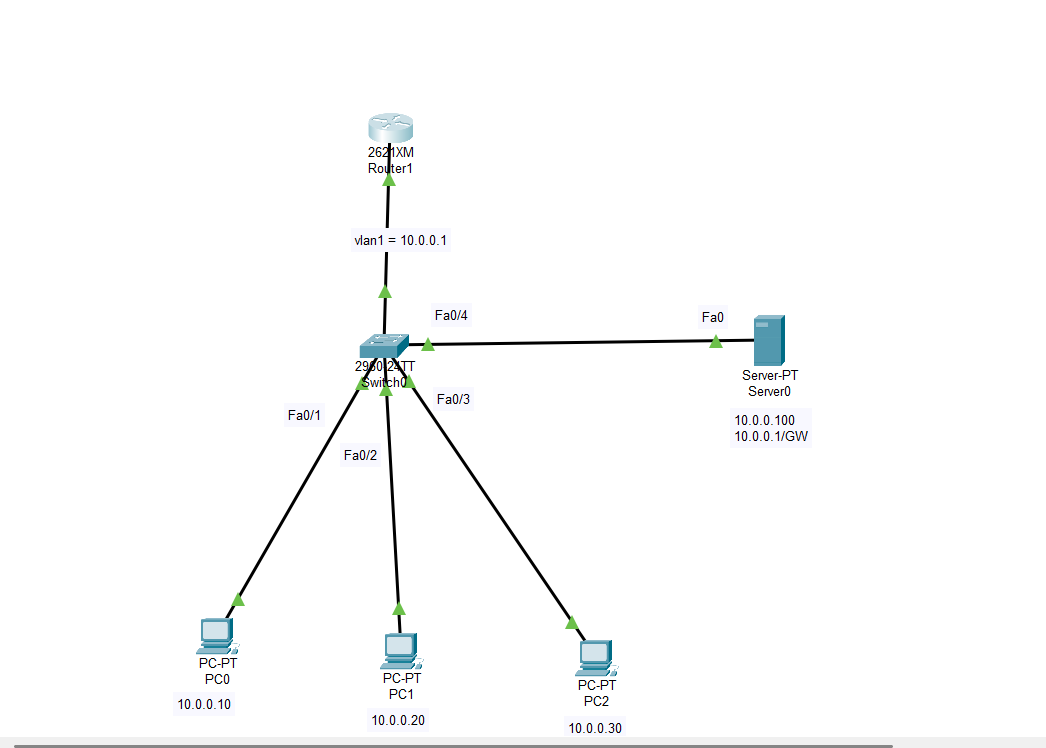 2621XM
Router1
vlan1 = 10.0.0.1
Fa0/4
Fa0
2960-24TT
Switch0
Server-PT
Server0
Fa0/3
Fa0/1
10.0.0.100
10.0.0.1/GW
Fa0/2
PC-PT
PC0
10.0.0.10
PC-PT
PC1
10.0.0.20
PC-PT
PC2
10.0.0.30